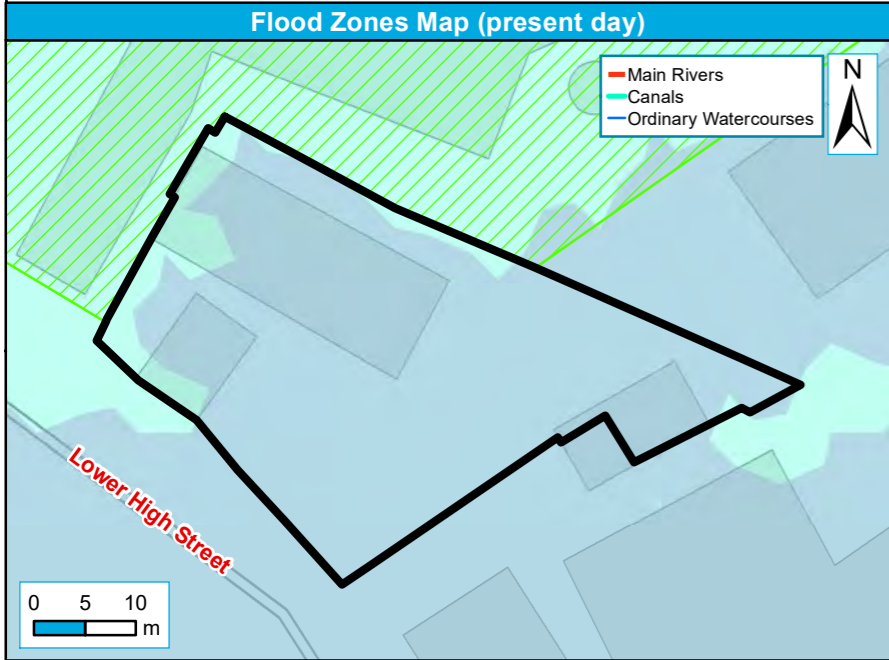 Flood Zones Map (present day)
Main Rivers
Canals
Ordinary Watercourses
N
Lower High Street
0 5 10
m